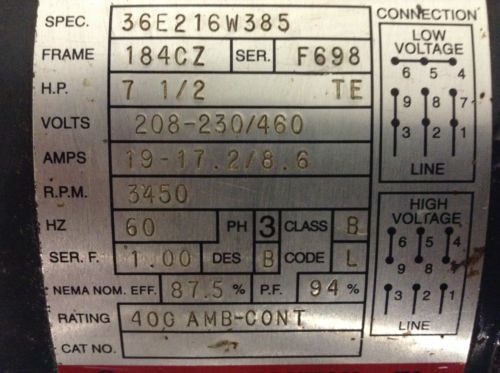 SPEC. 36E216W385
FRAME 184CZ SER. F698
H.P. 7 1/2 TE
VOLTS 208-230/460
AMPS 19-17.2/8.6
R.P.M. 3450
HZ 60 PH 3 CLASS B
SER. F. 1.00 DES B CODE L
NEMA NOM. EFF. 87.5 % P.F. 94 %
RATING 40C AMB-CONT
CAT NO.
CONNECTION
LOW
VOLTAGE
6 5 4
9 8 7
3 2 1
LINE
HIGH
VOLTAGE
6 5 4
9 8 7
3 2 1
LINE